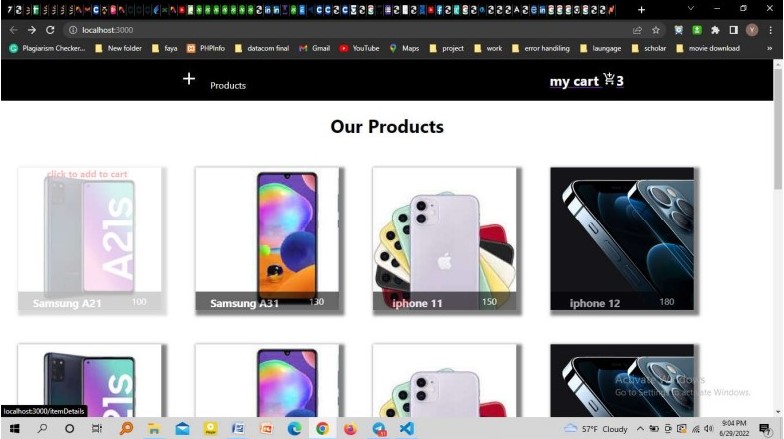 localhost:3000
Plagiarism Checker... New folder faya PHPInfo datacom final Gmail YouTube Maps project work error handiling laungage scholar movie download »
Products
my cart 3
Our Products
click to add to cart
A21s
Samsung A21 100
Samsung A31 130
iphone 11 150
iphone 12 180
Activate Windows
Go to Settings to activate Windows.
localhost:3000/itemDetails
57°F Cloudy
9:04 PM
6/29/2022